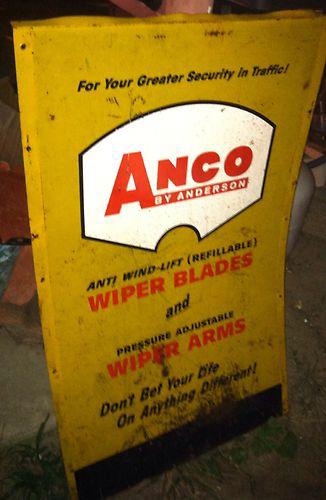 For Your Greater Security in Traffic!
ANCO
BY ANDERSON
ANTI WIND-LIFT (REFILLABLE)
WIPER BLADES
and
PRESSURE ADJUSTABLE
WIPER ARMS
Don't Bet Your Life
On Anything Different!